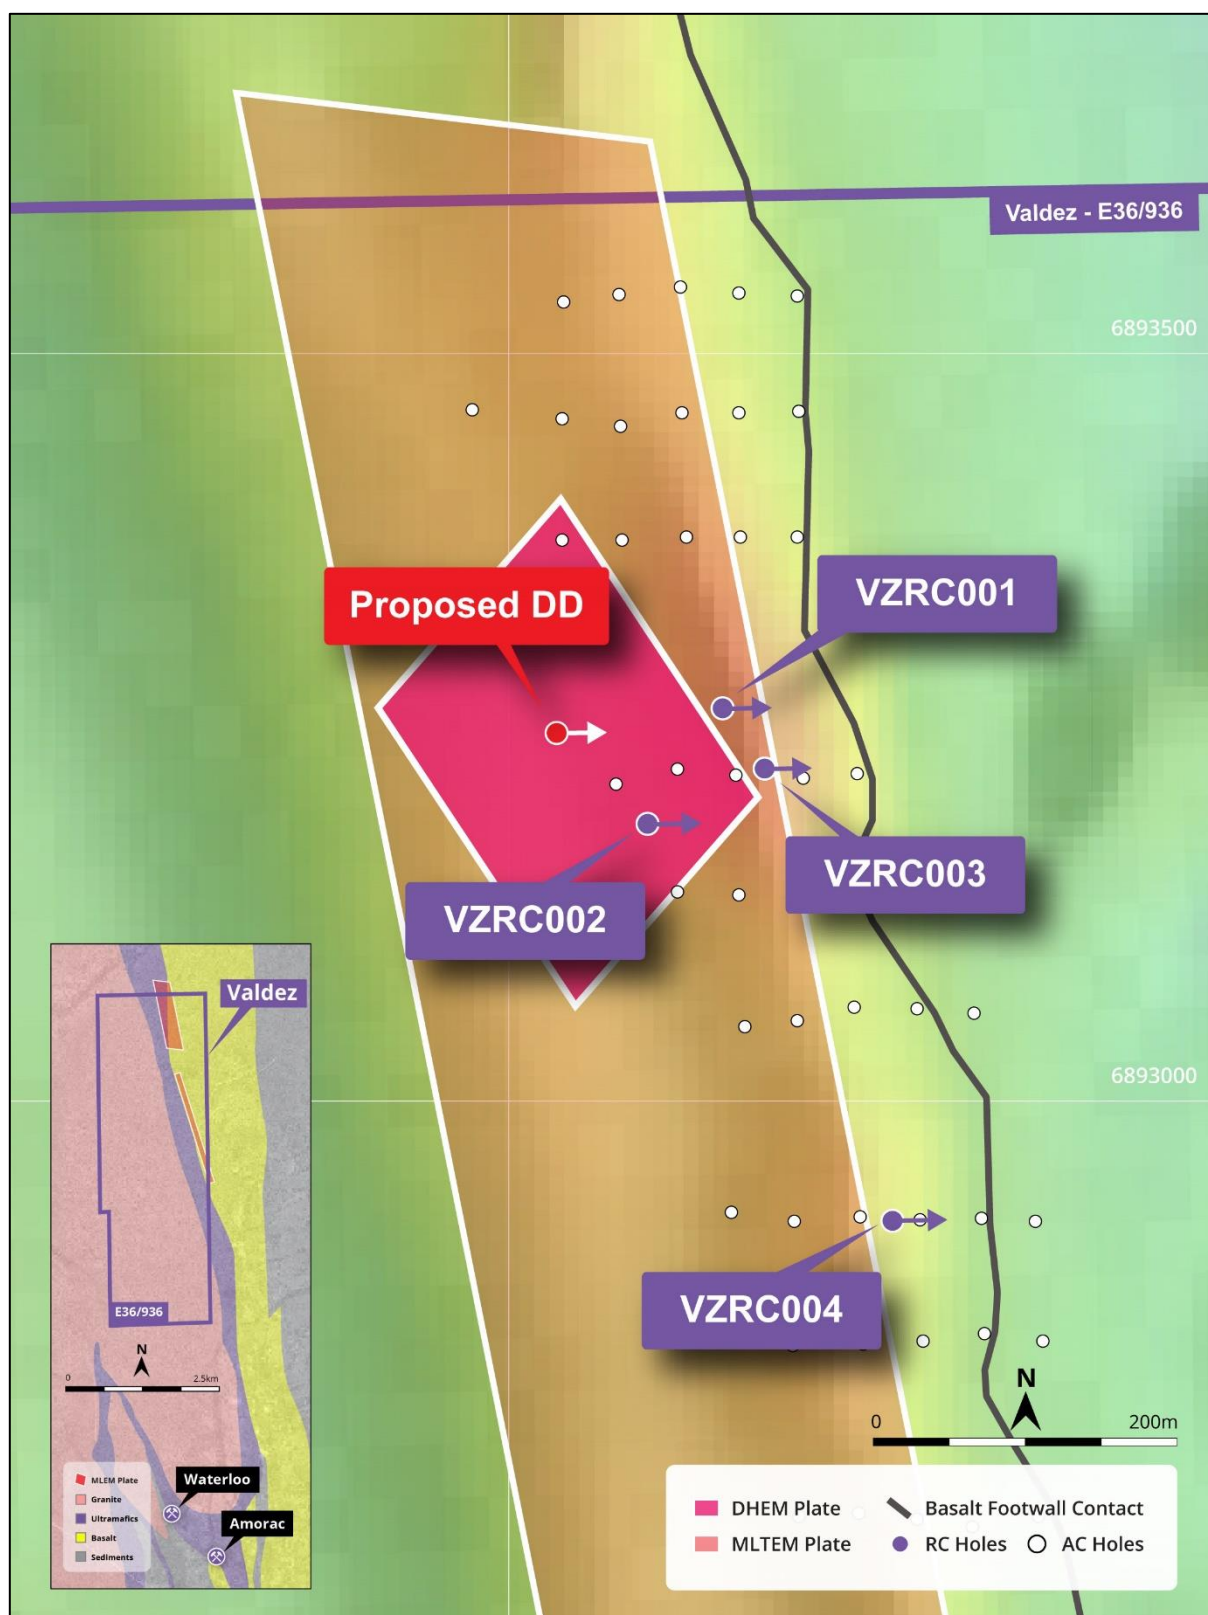 Valdez - E36/936
6893500
VZRC001
Proposed DD
VZRC003
VZRC002
6893000
VZRC004
N
0 200m
DHEM Plate
MLTEM Plate
Basalt Footwall Contact
RC Holes
AC Holes
Valdez
E36/936
N
0 2.5km
MLEM Plate
Granite
Ultramafics
Basalt
Sediments
Waterloo
Amorac